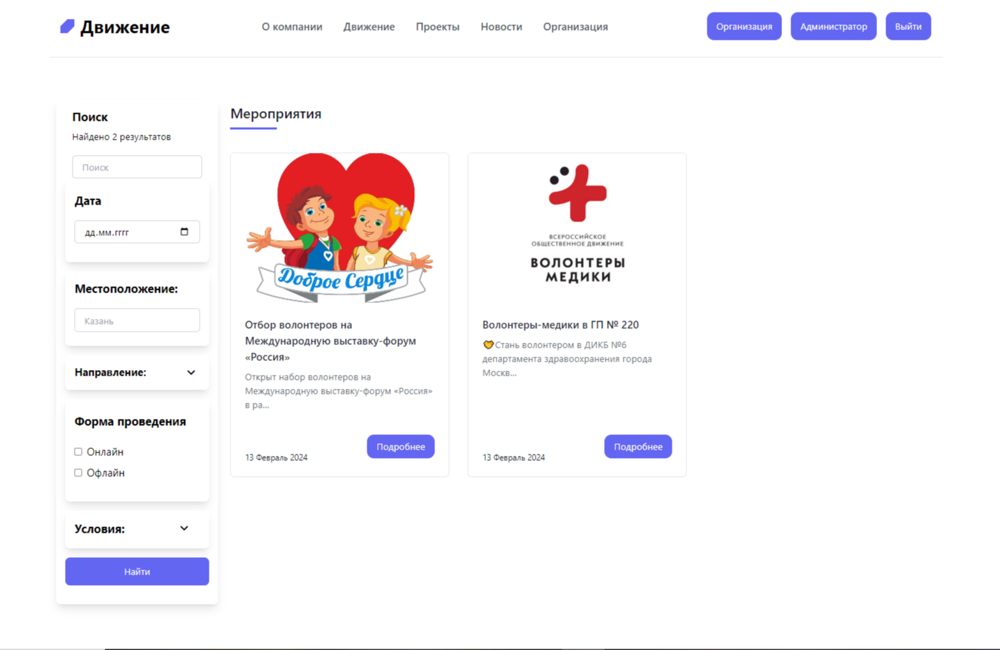 Движение
О компании
Движение
Проекты
Новости
Организация
Организация
Администратор
Выйти
Поиск
Найдено 2 результатов
Поиск
Дата
дд.мм.гггг
Местоположение:
Казань
Направление:
Форма проведения
Онлайн
Офлайн
Условия:
Найти
Мероприятия
Доброе Сердце
Отбор волонтеров на
Международную выставку-форум
«Россия»
Открыт набор волонтеров на
Международную выставку-форум «Россия»
в ра...
13 Февраль 2024
Подробнее
ВСЕРОССИЙСКОЕ
ОБЩЕСТВЕННОЕ ДВИЖЕНИЕ
ВОЛОНТЕРЫ
МЕДИКИ
Волонтеры-медики в ГП № 220
Стань волонтером в ДИКБ №6
департамента здравоохранения города
Москв...
13 Февраль 2024
Подробнее